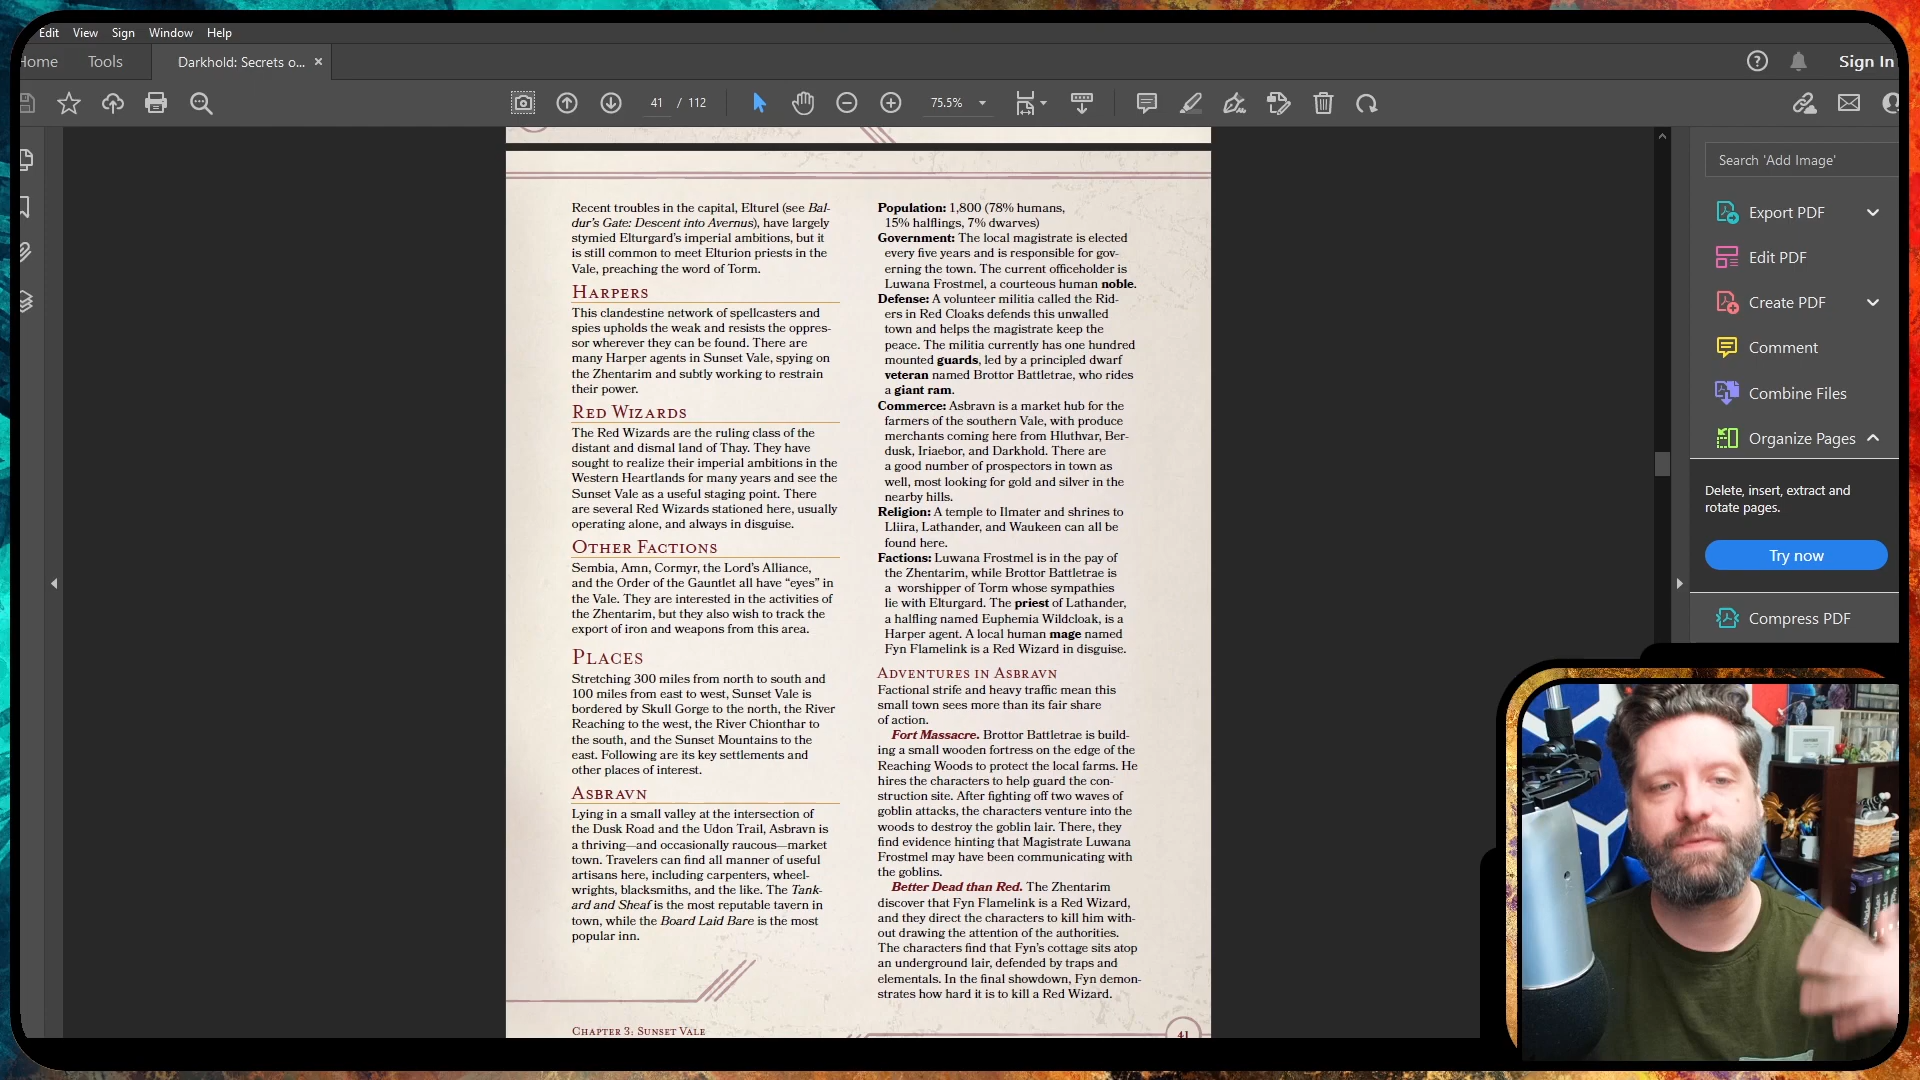 Edit View Sign Window Help
Home Tools Darkhold: Secrets o... ×
Sign In
41 / 112 75.5%
Recent troubles in the capital, Elturel (see Bal-
dur's Gate: Descent into Avernus), have largely
stymied Elturgard's imperial ambitions, but it
is still common to meet Elturion priests in the
Vale, preaching the word of Torm.
Harpers
This clandestine network of spellcasters and
spies upholds the weak and resists the oppres-
sor wherever they can be found. There are
many Harper agents in Sunset Vale, spying on
the Zhentarim and subtly working to restrain
their power.
Red Wizards
The Red Wizards are the ruling class of the
distant and dismal land of Thay. They have
sought to realize their imperial ambitions in the
Western Heartlands for many years and see the
Sunset Vale as a useful staging point. There
are several Red Wizards stationed here, usually
operating alone, and always in disguise.
Other Factions
Sembia, Amn, Cormyr, the Lord's Alliance,
and the Order of the Gauntlet all have “eyes” in
the Vale. They are interested in the activities of
the Zhentarim, but they also wish to track the
export of iron and weapons from this area.
Places
Stretching 300 miles from north to south and
100 miles from east to west, Sunset Vale is
bordered by Skull Gorge to the north, the River
Reaching to the west, the River Chionthar to
the south, and the Sunset Mountains to the
east. Following are its key settlements and
other places of interest.
Asbravn
Lying in a small valley at the intersection of
the Dusk Road and the Udon Trail, Asbravn is
a thriving—and occasionally raucous—market
town. Travelers can find all manner of useful
artisans here, including carpenters, wheel-
wrights, blacksmiths, and the like. The Tank-
ard and Sheaf is the most reputable tavern in
town, while the Board Laid Bare is the most
popular inn.
Population: 1,800 (78% humans,
15% halflings, 7% dwarves)
Government: The local magistrate is elected
every five years and is responsible for gov-
erning the town. The current officeholder is
Luwana Frostmel, a courteous human noble.
Defense: A volunteer militia called the Rid-
ers in Red Cloaks defends this unwalled
town and helps the magistrate keep the
peace. The militia currently has one hundred
mounted guards, led by a principled dwarf
veteran named Brottor Battletrae, who rides
a giant ram.
Commerce: Asbravn is a market hub for the
farmers of the southern Vale, with produce
merchants coming here from Hluthvar, Ber-
dusk, Iriaebor, and Darkhold. There are
a good number of prospectors in town as
well, most looking for gold and silver in the
nearby hills.
Religion: A temple to Ilmater and shrines to
Lliira, Lathander, and Waukeen can all be
found here.
Factions: Luwana Frostmel is in the pay of
the Zhentarim, while Brottor Battletrae is
a worshipper of Torm whose sympathies
lie with Elturgard. The priest of Lathander,
a halfling named Euphemia Wildcloak, is a
Harper agent. A local human mage named
Fyn Flamelink is a Red Wizard in disguise.
Adventures in Asbravn
Factional strife and heavy traffic mean this
small town sees more than its fair share
of action.
Fort Massacre. Brottor Battletrae is build-
ing a small wooden fortress on the edge of the
Reaching Woods to protect the local farms. He
hires the characters to help guard the con-
struction site. After fighting off two waves of
goblin attacks, the characters venture into the
woods to destroy the goblin lair. There, they
find evidence hinting that Magistrate Luwana
Frostmel may have been communicating with
the goblins.
Better Dead than Red. The Zhentarim
discover that Fyn Flamelink is a Red Wizard,
and they direct the characters to kill him with-
out drawing the attention of the authorities.
The characters find that Fyn's cottage sits atop
an underground lair, defended by traps and
elementals. In the final showdown, Fyn demon-
strates how hard it is to kill a Red Wizard.
Chapter 3: Sunset Vale
41
Search 'Add Image'
Export PDF
Edit PDF
Create PDF
Comment
Combine Files
Organize Pages
Delete, insert, extract and
rotate pages.
Try now
Compress PDF